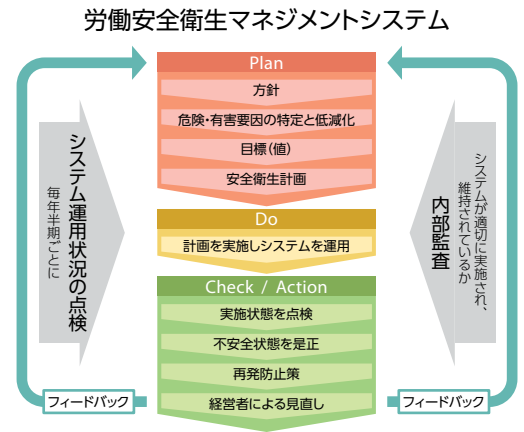 労働安全衛生マネジメントシステム
Plan
方針
危険・有害要因の特定と低減化
目標(値)
安全衛生計画
Do
計画を実施しシステムを運用
Check / Action
実施状態を点検
不安全状態を是正
再発防止策
経営者による見直し
システム運用状況の点検
毎年半期ごとに
システムが適切に実施され、
維持されているか
内部監査
フィードバック
フィードバック